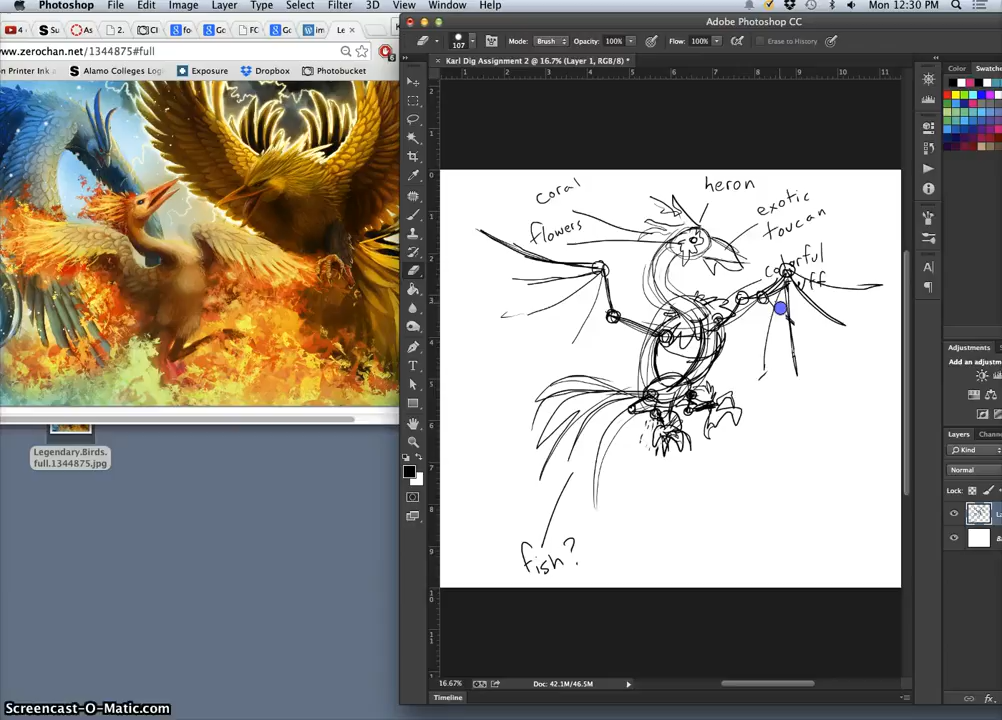 Photoshop File Edit Image Layer Type Select Filter 3D View Window Help Mon 12:30 PM
www.zerochan.net/1344875#full
Alamo Colleges Exposure Dropbox Photobucket
Adobe Photoshop CC
107 Mode: Brush Opacity: 100% Flow: 100% Erase to History
Karl Dig Assignment 2 @ 16.7% (Layer 1, RGB/8) *
Color Swatches
coral
heron
exotic
toucan
flowers
colorful
fish?
Legendary.Birds.
full.1344875.jpg
Adjustments
Add an adjustm
Layers Chann
Kind
Normal
Lock:
16.67% Doc: 42.1M/46.5M
Timeline
Screencast-O-Matic.com